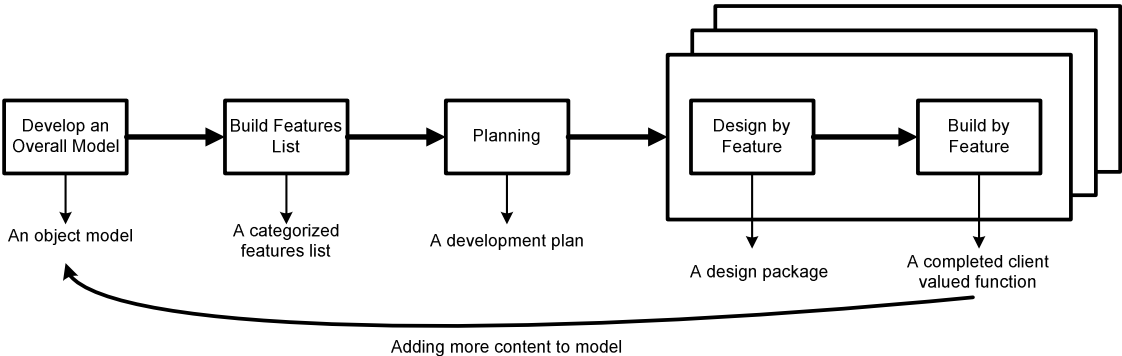 Develop an
Overall Model
Build Features
List
Planning
Design by
Feature
Build by
Feature
An object model
A categorized
features list
A development plan
A design package
A completed client
valued function
Adding more content to model